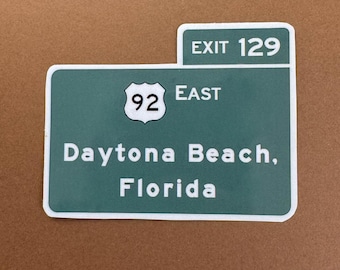 EXIT 129
92 EAST
Daytona Beach,
Florida